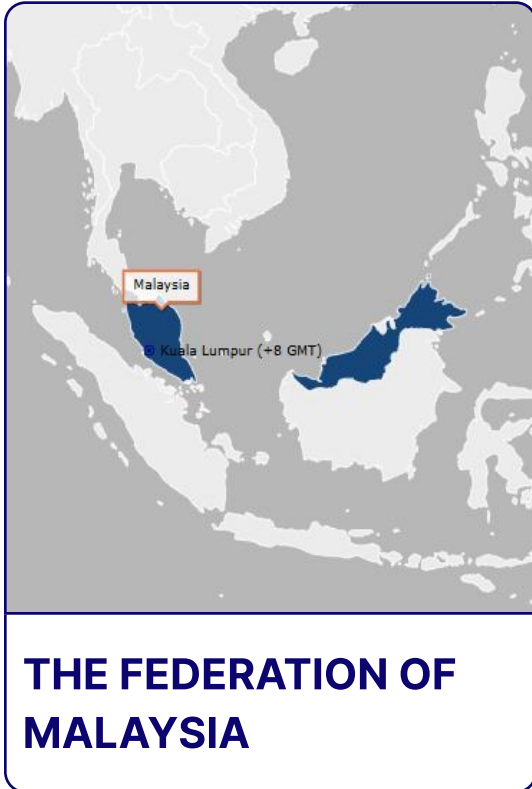 Malaysia
Kuala Lumpur (+8 GMT)
THE FEDERATION OF
MALAYSIA